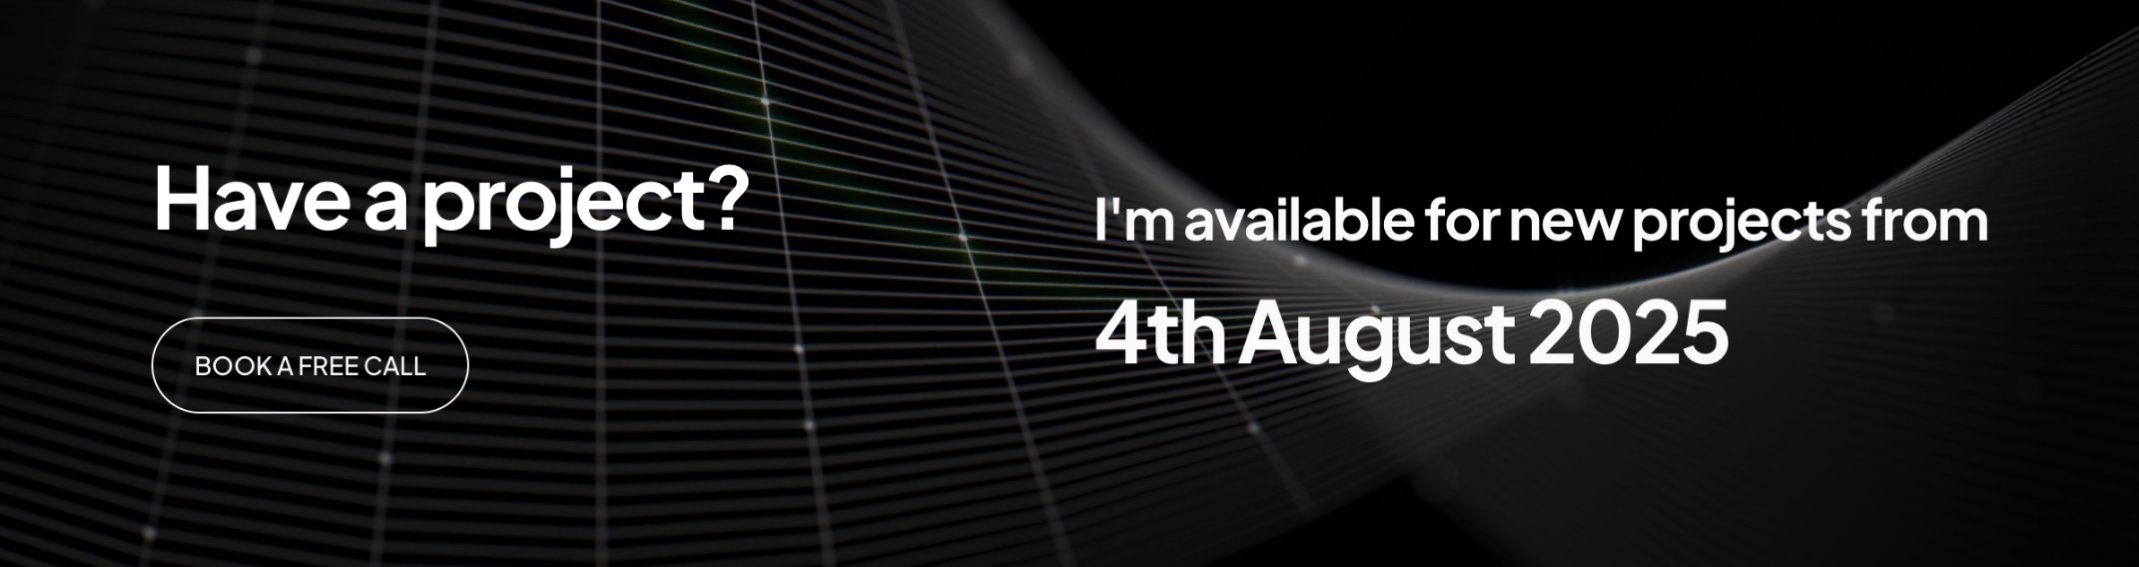 Have a project?
BOOK A FREE CALL
I'm available for new projects from
4th August 2025